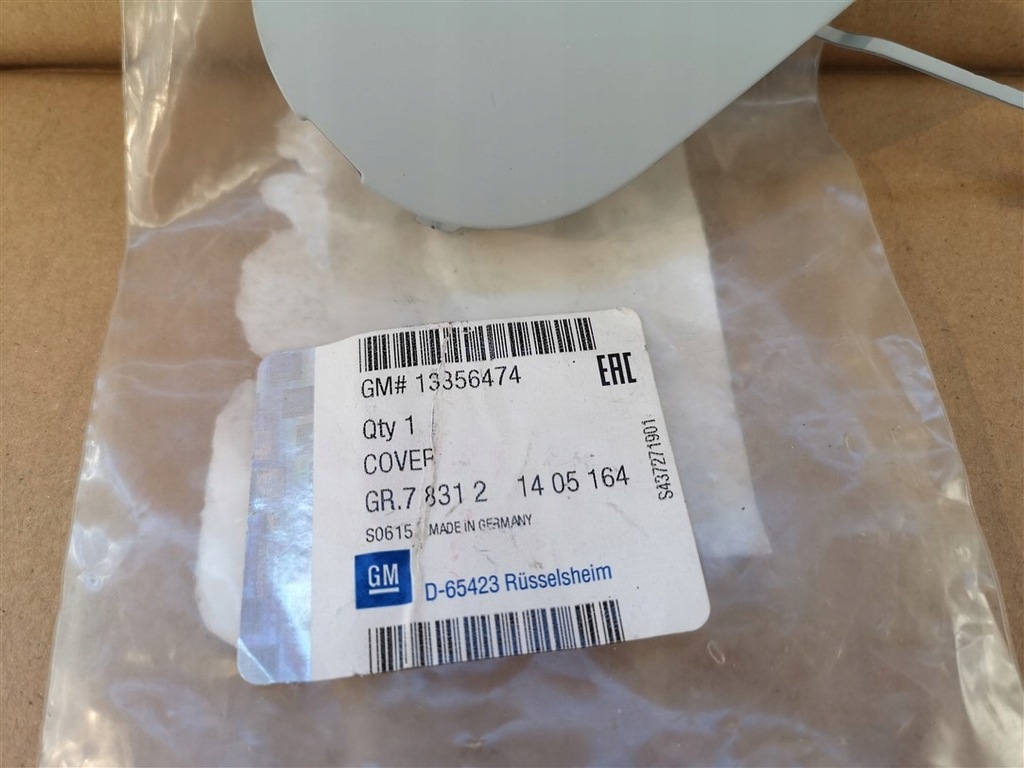 GM# 13356474
EAC
Qty 1
COVER
GR.7 831 2 14 05 164
S0615 MADE IN GERMANY
S437271901
GM
D-65423 Rüsselsheim